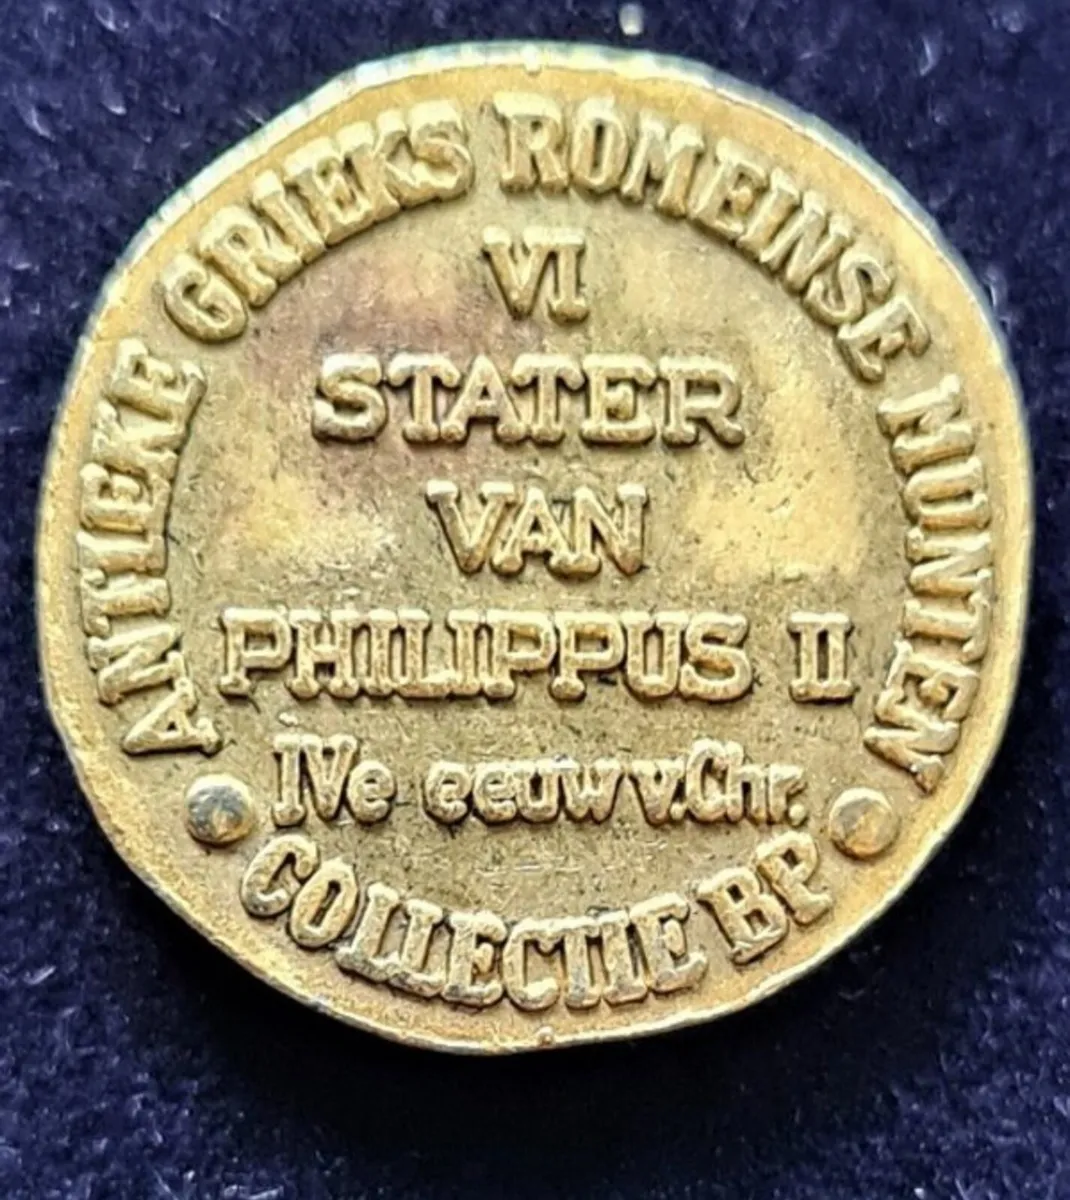 ANTIEKE GRIEKS ROMEINSE MUNTEN
VI
STATER
VAN
PHILIPPUS II
IVe eeuw v.Chr.
COLLECTIE BP